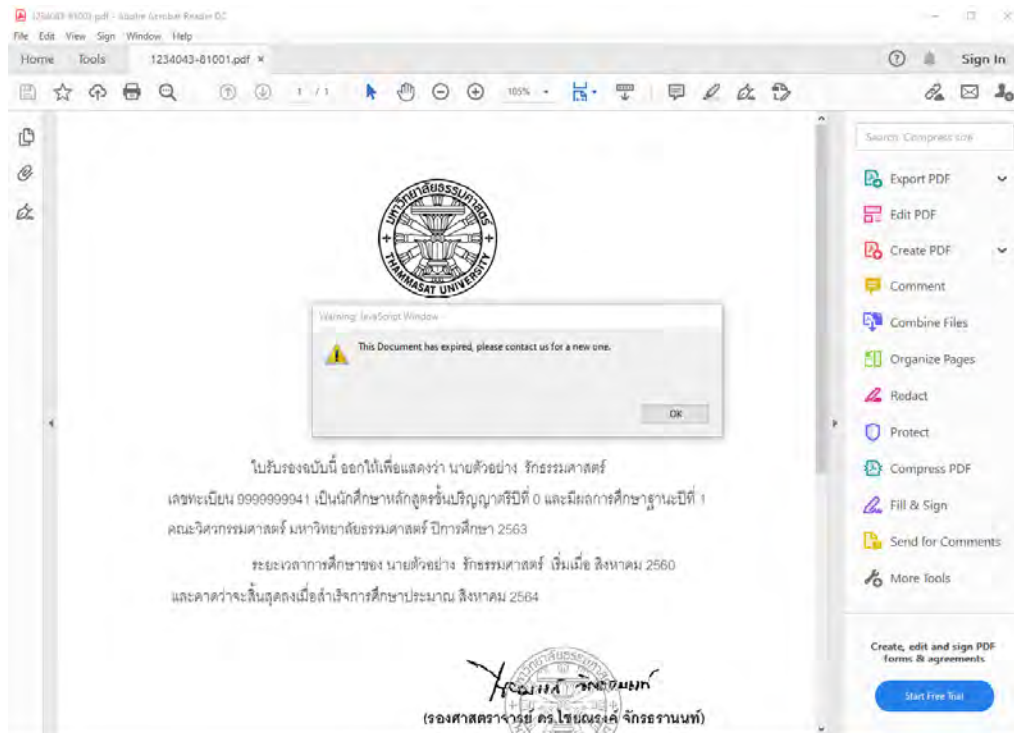 1234043-81001.pdf - Adobe Acrobat Reader DC
File Edit View Sign Window Help
Home Tools 1234043-81001.pdf × Sign In
1 / 1 105%
Search 'Compress size'
Export PDF
Edit PDF
Create PDF
Comment
Combine Files
Organize Pages
Redact
Protect
Compress PDF
Fill & Sign
Send for Comments
More Tools
Create, edit and sign PDF
forms & agreements
Start Free Trial
มหาวิทยาลัยธรรมศาสตร์
THAMMASAT UNIVERSITY
Warning: JavaScript Window -
This Document has expired, please contact us for a new one.
OK
ใบรับรองฉบับนี้ ออกให้เพื่อแสดงว่า นายตัวอย่าง รักธรรมศาสตร์
เลขทะเบียน 9999999941 เป็นนักศึกษาหลักสูตรชั้นปริญญาตรีปีที่ 0 และมีผลการศึกษาฐานะปีที่ 1
คณะวิศวกรรมศาสตร์ มหาวิทยาลัยธรรมศาสตร์ ปีการศึกษา 2563
ระยะเวลาการศึกษาของ นายตัวอย่าง รักธรรมศาสตร์ เริ่มเมื่อ สิงหาคม 2560
และคาดว่าจะสิ้นสุดลงเมื่อสำเร็จการศึกษาประมาณ สิงหาคม 2564
(รองศาสตราจารย์ ดร.ไชยณรงค์ จักรธรานนท์)